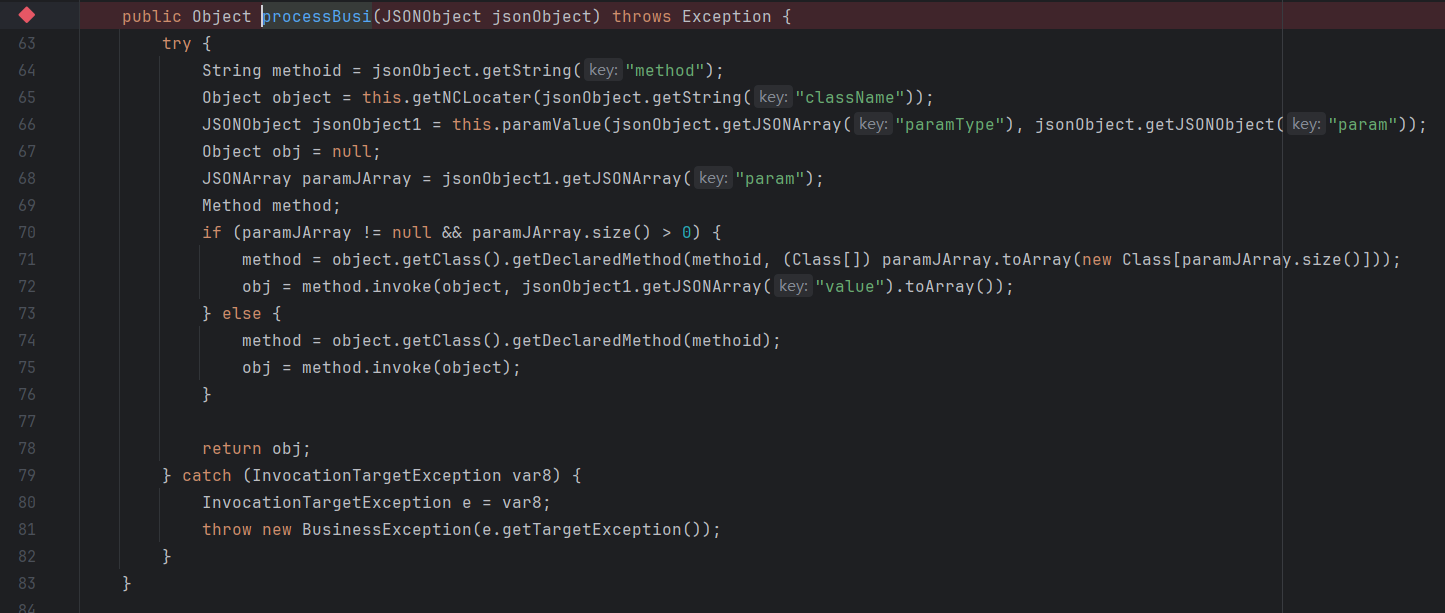 public Object processBusi(JSONObject jsonObject) throws Exception {
63 try {
64 String methoid = jsonObject.getString( key: "method");
65 Object object = this.getNCLocater(jsonObject.getString( key: "className"));
66 JSONObject jsonObject1 = this.paramValue(jsonObject.getJSONArray( key: "paramType"), jsonObject.getJSONObject( key: "param"));
67 Object obj = null;
68 JSONArray paramJArray = jsonObject1.getJSONArray( key: "param");
69 Method method;
70 if (paramJArray != null && paramJArray.size() > 0) {
71 method = object.getClass().getDeclaredMethod(methoid, (Class[]) paramJArray.toArray(new Class[paramJArray.size()]));
72 obj = method.invoke(object, jsonObject1.getJSONArray( key: "value").toArray());
73 } else {
74 method = object.getClass().getDeclaredMethod(methoid);
75 obj = method.invoke(object);
76 }
77
78 return obj;
79 } catch (InvocationTargetException var8) {
80 InvocationTargetException e = var8;
81 throw new BusinessException(e.getTargetException());
82 }
83 }
84